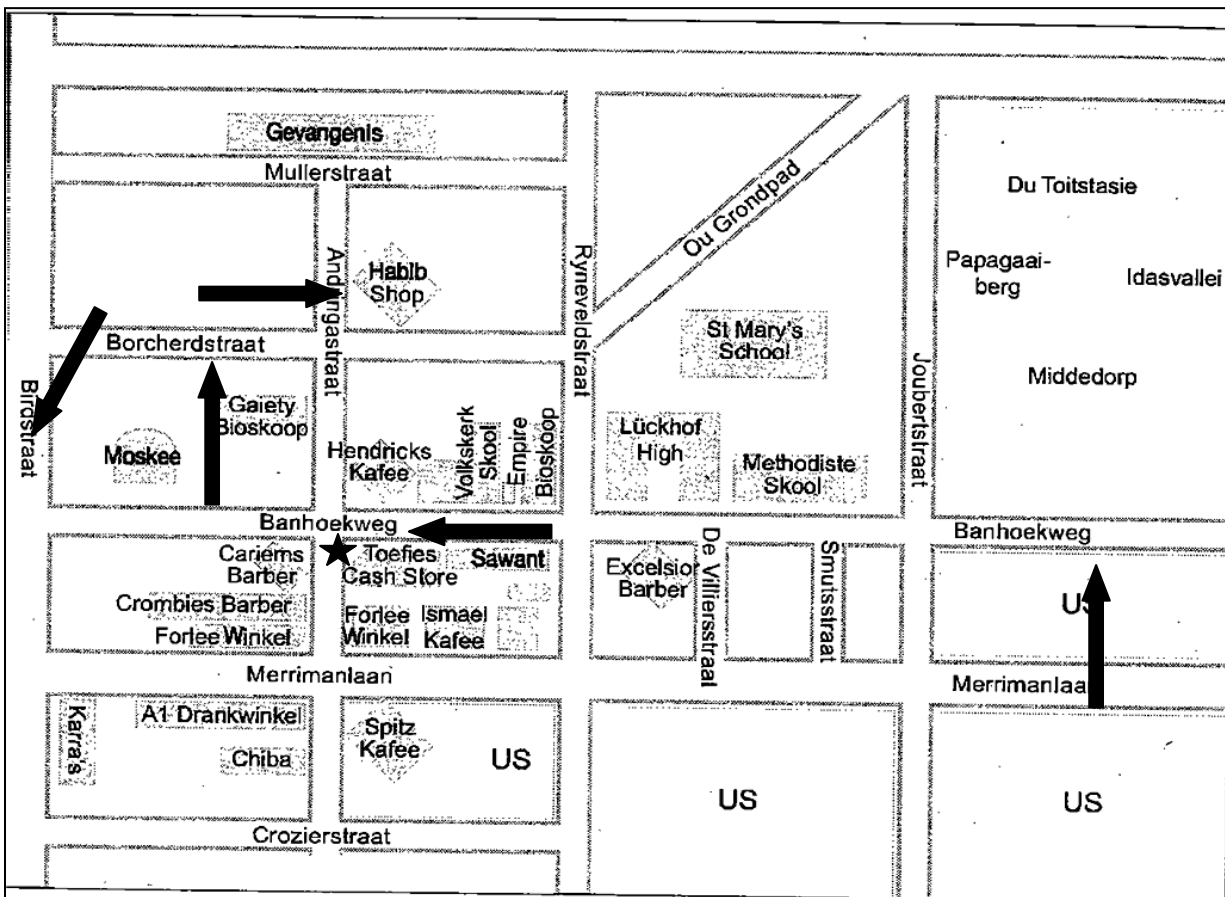 Gevangenis
Mullerstraat
Du Toitstasie
Ou Grondpad
Andringastraat
Habib
Shop
Ryneveldstraat
Papagaai-
berg
Idasvallei
Borcherdstraat
St Mary's
School
Joubertstraat
Middedorp
Birdstraat
Gaiety
Bioskoop
Moskee
Hendricks
Kafee
Volkskerk
Skool
Empire
Bioskoop
Lückhof
High
Methodiste
Skool
Banhoekweg
Banhoekweg
Cariems
Barber
Toefies
Cash Store
Sawant
Excelsior
Barber
De Villiersstraat
Smutsstraat
Crombies Barber
Forlee Winkel
Forlee
Winkel
Ismael
Kafee
US
Merrimanlaan
Merrimanlaan
Karra's
A1 Drankwinkel
Chiba
Spitz
Kafee
US
US
US
Crozierstraat